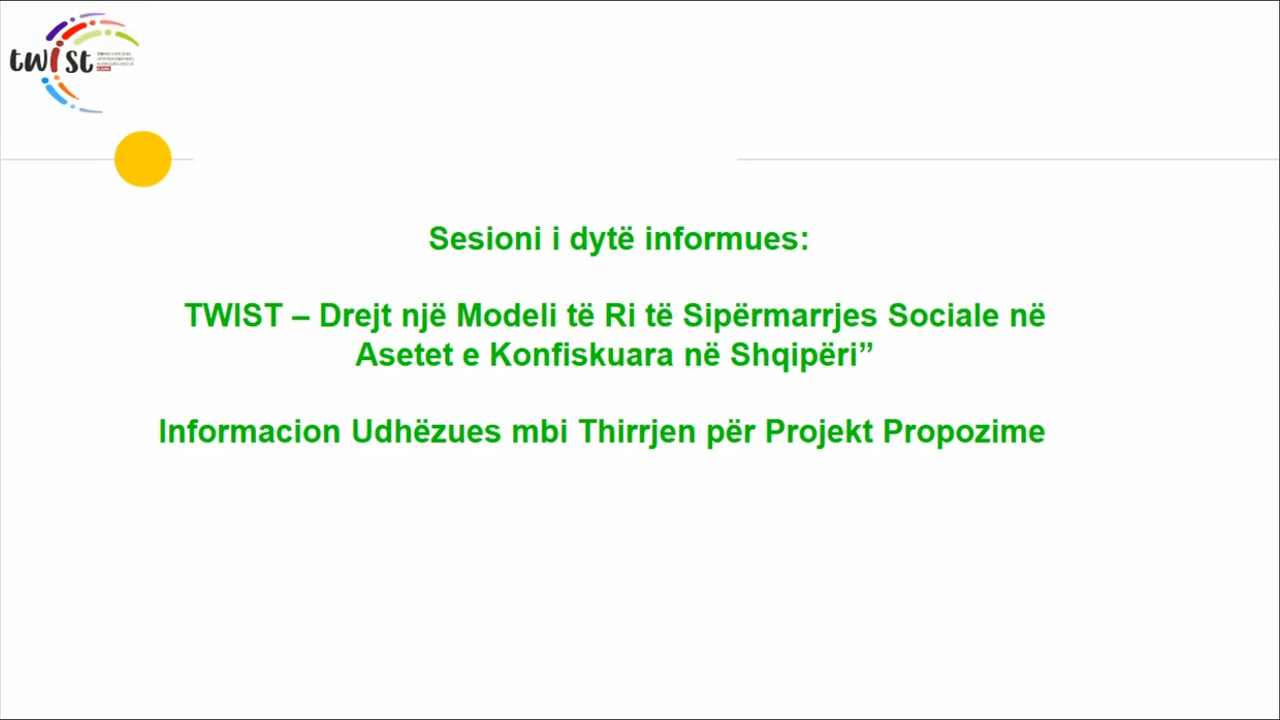 twist
Sesioni i dytë informues:
TWIST – Drejt një Modeli të Ri të Sipërmarrjes Sociale në
Asetet e Konfiskuara në Shqipëri”
Informacion Udhëzues mbi Thirrjen për Projekt Propozime